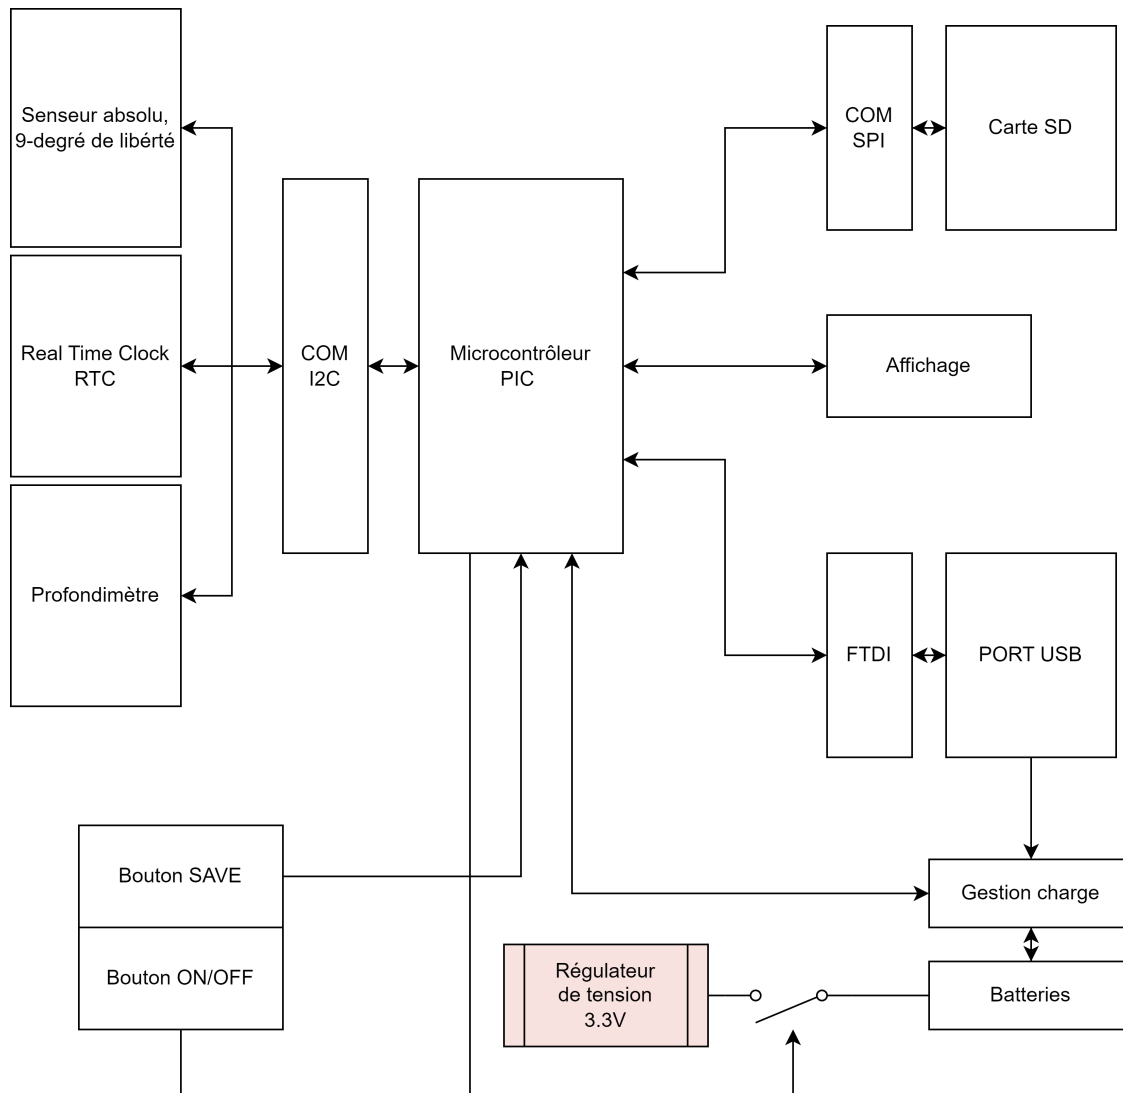 Senseur absolu,
9-degré de libérté
Real Time Clock
RTC
Profondimètre
COM
I2C
Microcontrôleur
PIC
COM
SPI
Carte SD
Affichage
FTDI
PORT USB
Bouton SAVE
Bouton ON/OFF
Gestion charge
Régulateur
de tension
3.3V
Batteries